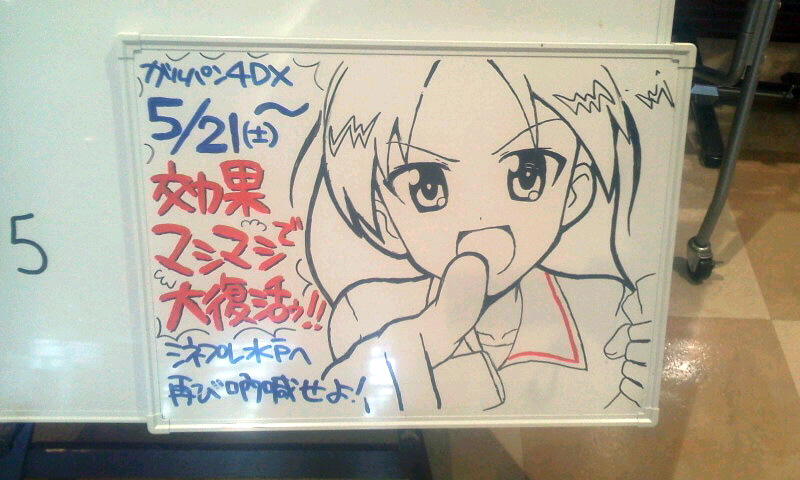 ガルパン4DX
5/21(土)～
効果
マシマシで
大復活ゥ!!
シネプレ水戸へ
再び吶喊せよ!
5